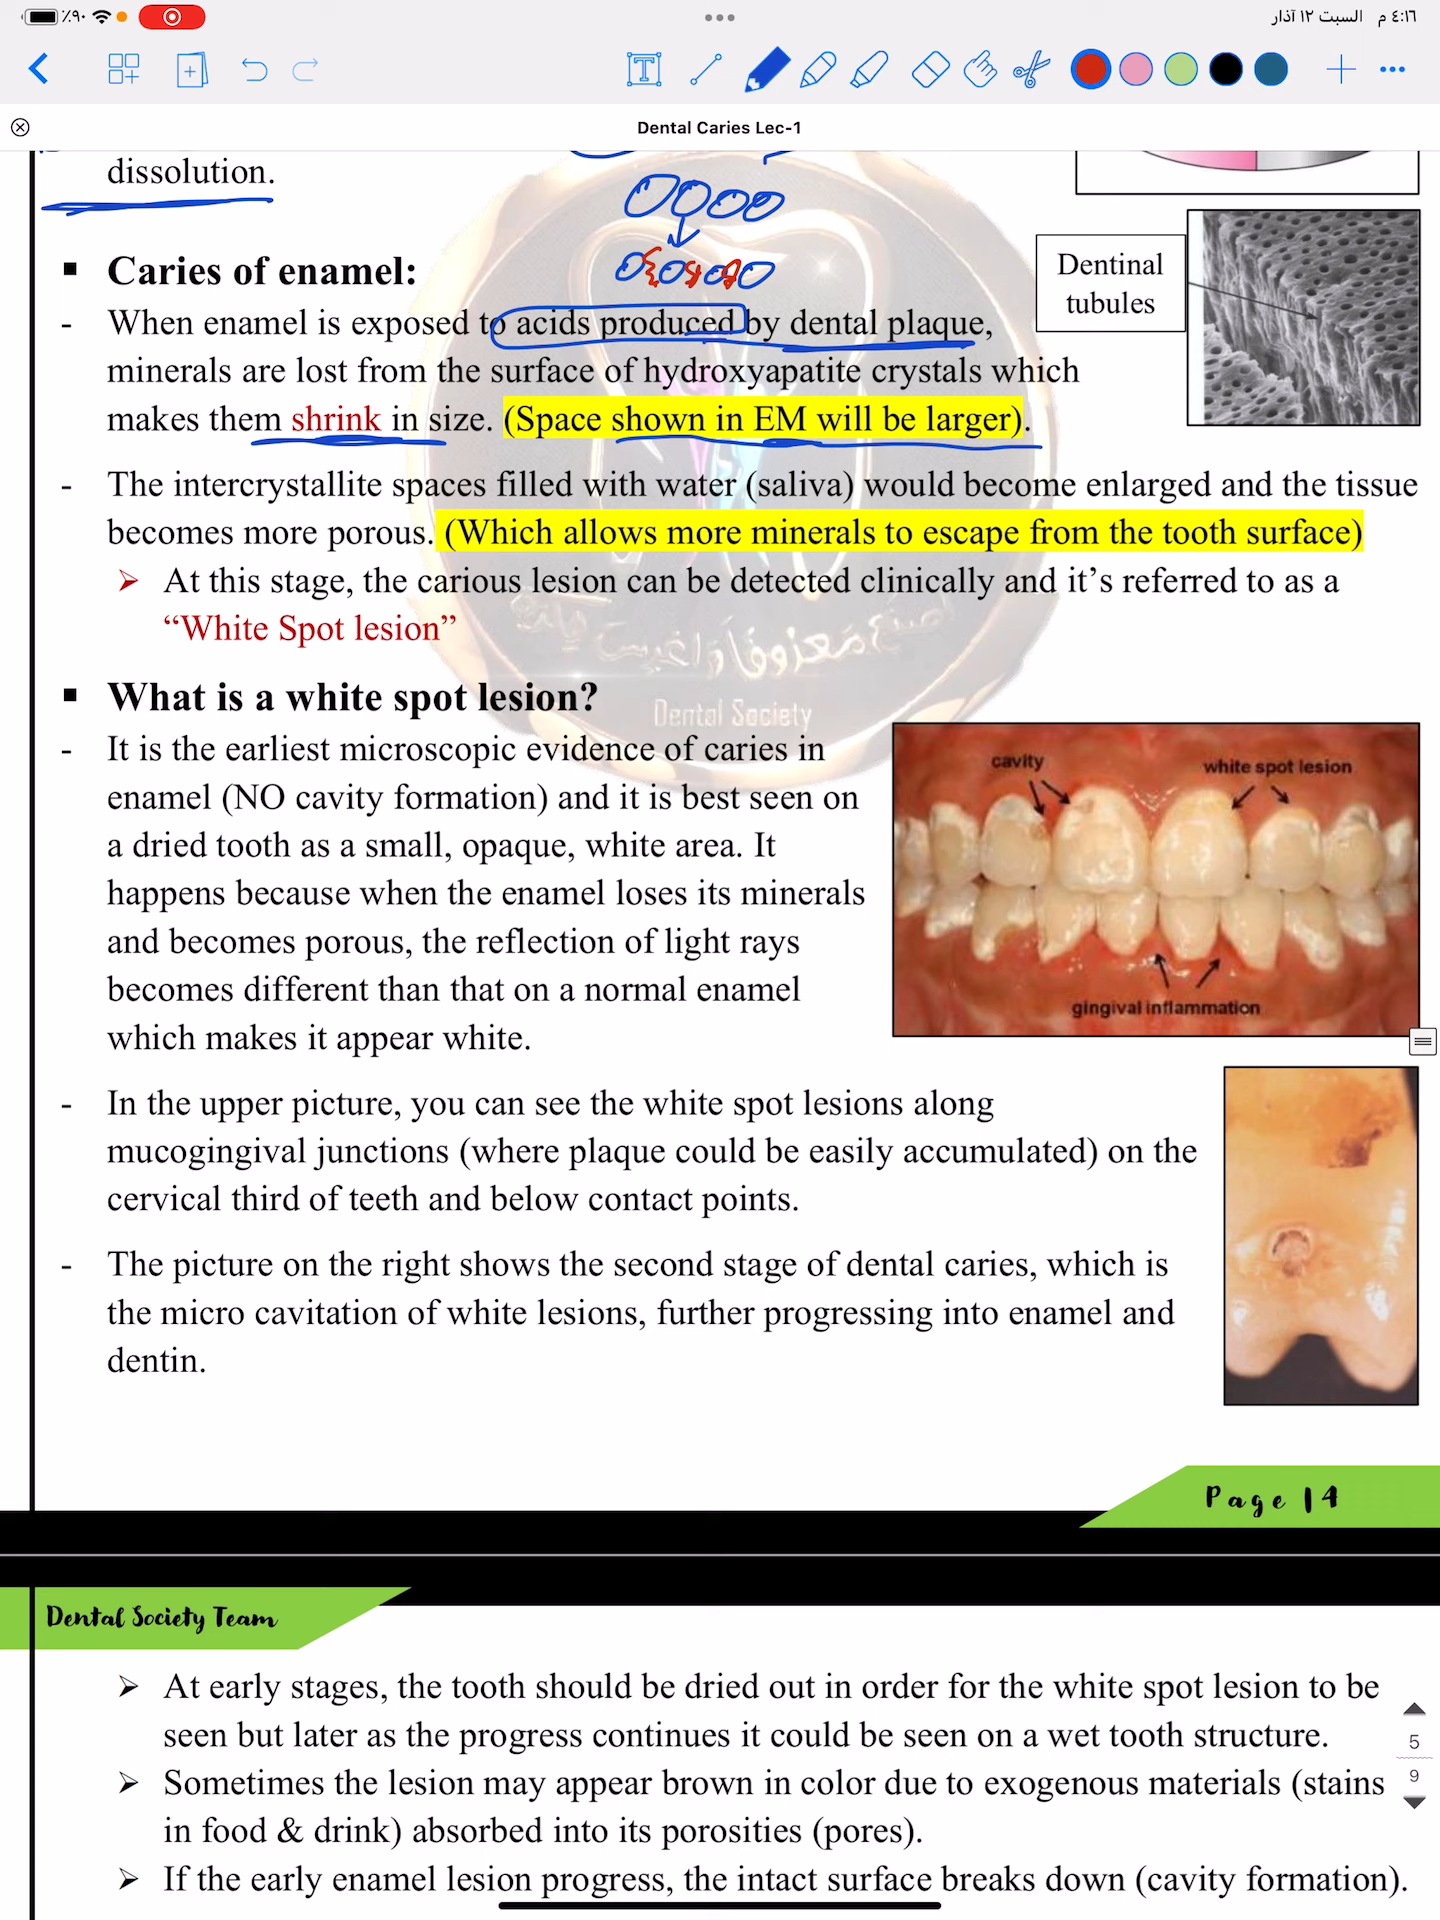 ٪٩٠
٤:١٦ م السبت ١٢ آذار
Dental Caries Lec-1
dissolution.
Dentinal
tubules
▪ Caries of enamel:
- When enamel is exposed to acids produced by dental plaque,
minerals are lost from the surface of hydroxyapatite crystals which
makes them shrink in size. (Space shown in EM will be larger).
- The intercrystallite spaces filled with water (saliva) would become enlarged and the tissue
becomes more porous. (Which allows more minerals to escape from the tooth surface)
➢ At this stage, the carious lesion can be detected clinically and it’s referred to as a
“White Spot lesion”
Dental Society
▪ What is a white spot lesion?
- It is the earliest microscopic evidence of caries in
enamel (NO cavity formation) and it is best seen on
a dried tooth as a small, opaque, white area. It
happens because when the enamel loses its minerals
and becomes porous, the reflection of light rays
becomes different than that on a normal enamel
which makes it appear white.
cavity
white spot lesion
gingival inflammation
- In the upper picture, you can see the white spot lesions along
mucogingival junctions (where plaque could be easily accumulated) on the
cervical third of teeth and below contact points.
- The picture on the right shows the second stage of dental caries, which is
the micro cavitation of white lesions, further progressing into enamel and
dentin.
Page | 4
Dental Society Team
➢ At early stages, the tooth should be dried out in order for the white spot lesion to be
seen but later as the progress continues it could be seen on a wet tooth structure.
➢ Sometimes the lesion may appear brown in color due to exogenous materials (stains
in food & drink) absorbed into its porosities (pores).
➢ If the early enamel lesion progress, the intact surface breaks down (cavity formation).
5
9